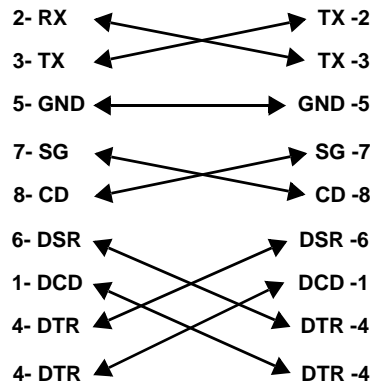 2- RX TX -2
3- TX TX -3
5- GND GND -5
7- SG SG -7
8- CD CD -8
6- DSR DSR -6
1- DCD DCD -1
4- DTR DTR -4
4- DTR DTR -4